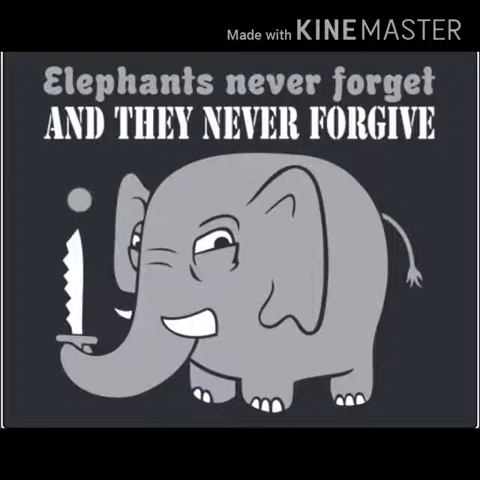 Made with KINEMASTER
Elephants never forget
AND THEY NEVER FORGIVE